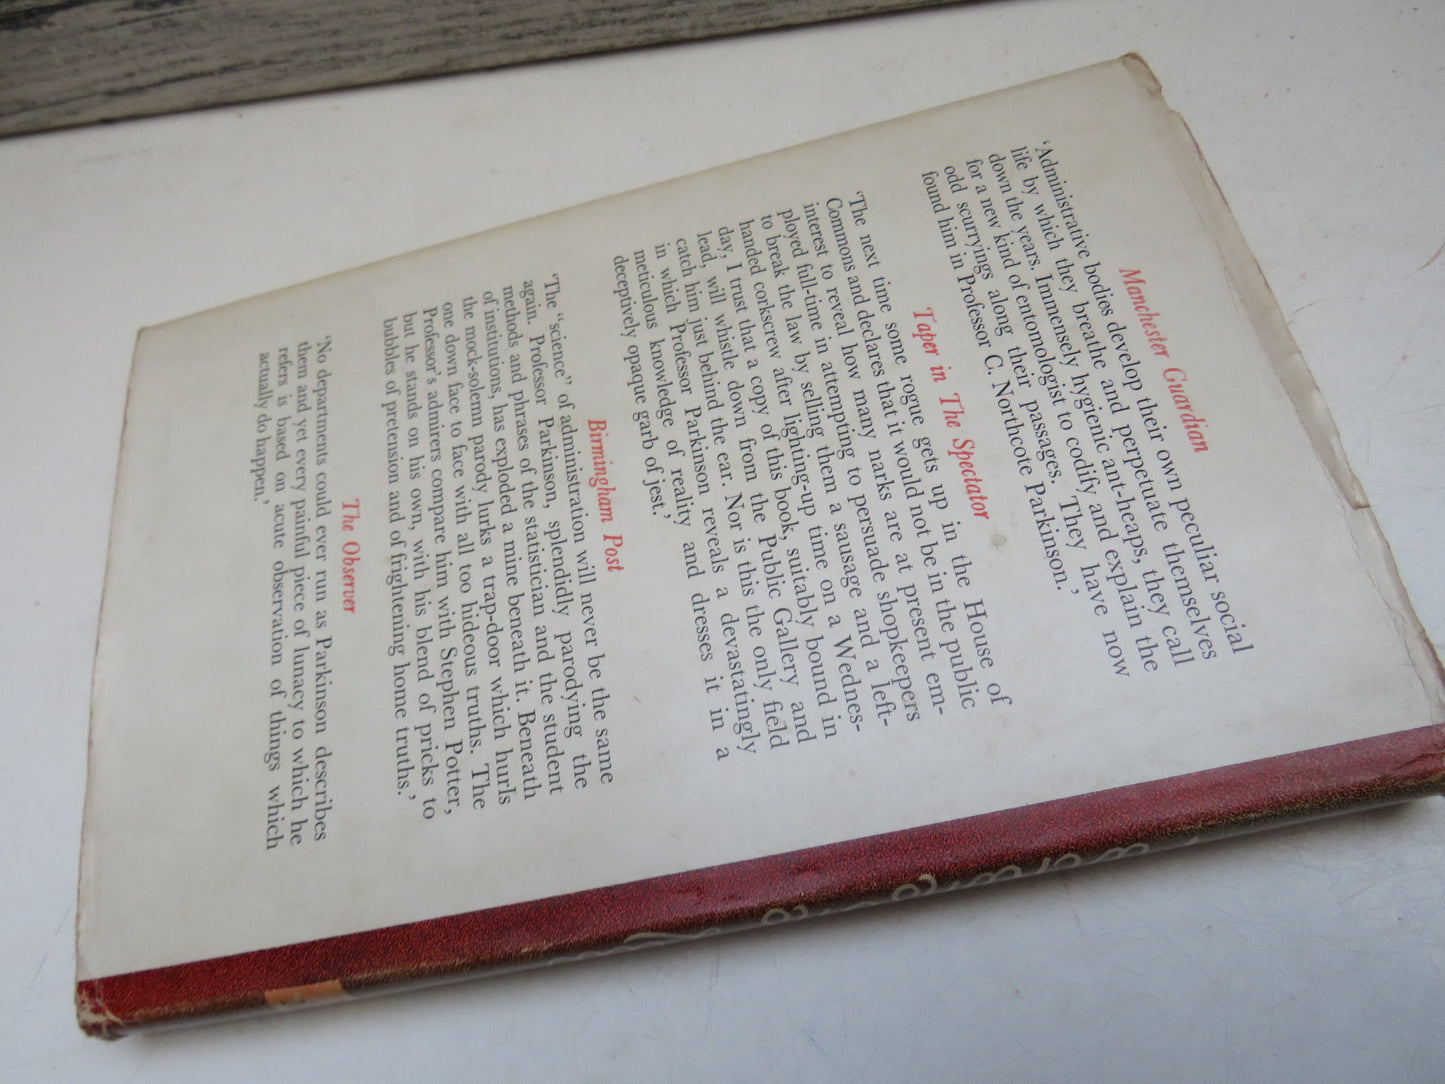 Manchester Guardian
‘Administrative bodies develop their own peculiar social
life by which they breathe and perpetuate themselves
down the years. Immensely hygienic ant-heaps, they call
for a new kind of entomologist to codify and explain the
odd scurryings along their passages. They have now
found him in Professor C. Northcote Parkinson.’
Taper in The Spectator
‘The next time some rogue gets up in the House of
Commons and declares that it would not be in the public
interest to reveal how many narks are at present em-
ployed full-time in attempting to persuade shopkeepers
to break the law by selling them a sausage and a left-
handed corkscrew after lighting-up time on a Wednes-
day, I trust that a copy of this book, suitably bound in
lead, will whistle down from the Public Gallery and
catch him just behind the ear. Nor is this the only field
in which Professor Parkinson reveals a devastatingly
meticulous knowledge of reality and dresses it in a
deceptively opaque garb of jest.’
Birmingham Post
‘The “science” of administration will never be the same
again. Professor Parkinson, splendidly parodying the
methods and phrases of the statistician and the student
of institutions, has exploded a mine beneath it. Beneath
the mock-solemn parody lurks a trap-door which hurls
one down face to face with all too hideous truths. The
Professor’s admirers compare him with Stephen Potter,
but he stands on his own, with his blend of pricks to
bubbles of pretension and of frightening home truths.’
The Observer
‘No departments could ever run as Parkinson describes
them and yet every painful piece of lunacy to which he
refers is based on acute observation of things which
actually do happen.’